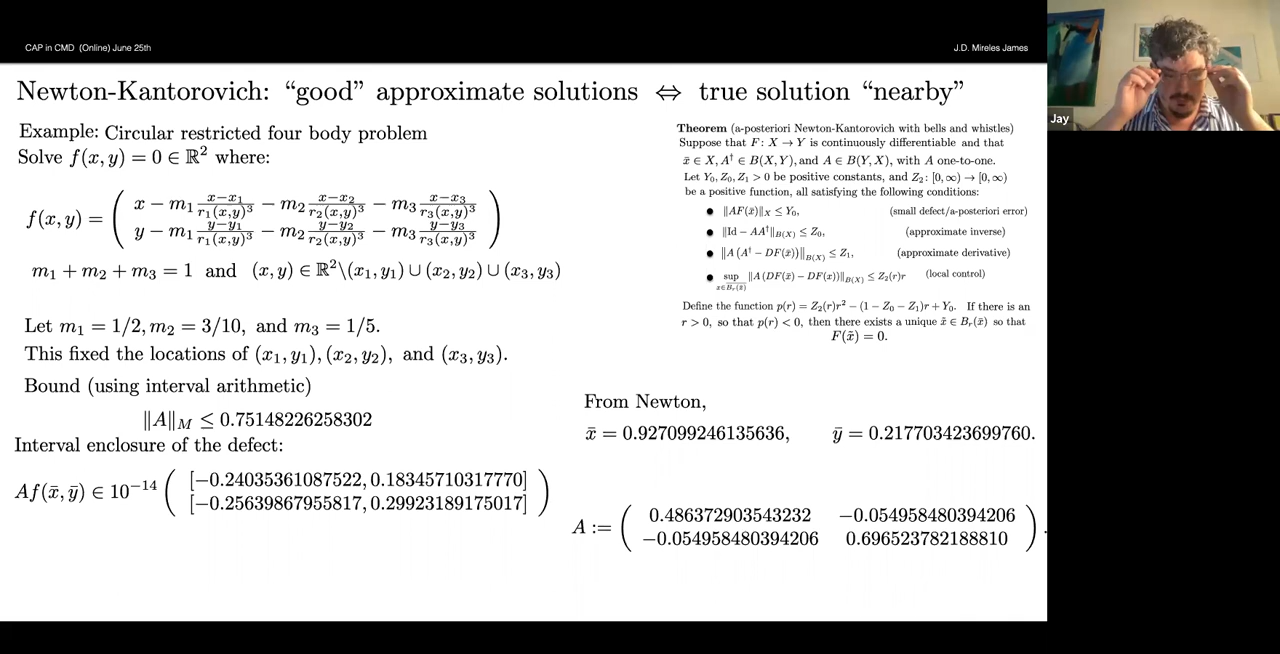 CAP in CMD (Online) June 25th
J.D. Mireles James
Jay
Newton-Kantorovich: “good” approximate solutions ⇔ true solution “nearby”
Example: Circular restricted four body problem
Solve f(x, y) = 0 ∈ ℝ² where:
f(x, y) = ( x − m₁ (x−x₁)/r₁(x,y)³ − m₂ (x−x₂)/r₂(x,y)³ − m₃ (x−x₃)/r₃(x,y)³
y − m₁ (y−y₁)/r₁(x,y)³ − m₂ (y−y₂)/r₂(x,y)³ − m₃ (y−y₃)/r₃(x,y)³ )
m₁ + m₂ + m₃ = 1 and (x, y) ∈ ℝ²\(x₁, y₁) ∪ (x₂, y₂) ∪ (x₃, y₃)
Let m₁ = 1/2, m₂ = 3/10, and m₃ = 1/5.
This fixed the locations of (x₁, y₁), (x₂, y₂), and (x₃, y₃).
Bound (using interval arithmetic)
‖A‖_M ≤ 0.75148226258302
Interval enclosure of the defect:
Af(x̄, ȳ) ∈ 10⁻¹⁴ ( [−0.24035361087522, 0.18345710317770]
[−0.25639867955817, 0.29923189175017] )
Theorem (a-posteriori Newton-Kantorovich with bells and whistles)
Suppose that F: X → Y is continuously differentiable and that
x̄ ∈ X, A† ∈ B(X, Y), and A ∈ B(Y, X), with A one-to-one.
Let Y₀, Z₀, Z₁ > 0 be positive constants, and Z₂: [0, ∞) → [0, ∞)
be a positive function, all satisfying the following conditions:
● ‖AF(x̄)‖_X ≤ Y₀, (small defect/a-posteriori error)
● ‖Id − AA†‖_B(X) ≤ Z₀, (approximate inverse)
● ‖A (A† − DF(x̄))‖_B(X) ≤ Z₁, (approximate derivative)
● sup_{x∈B_r(x̄)} ‖A (DF(x̄) − DF(x))‖_B(X) ≤ Z₂(r)r (local control)
Define the function p(r) = Z₂(r)r² − (1 − Z₀ − Z₁)r + Y₀. If there is an
r > 0, so that p(r) < 0, then there exists a unique x̃ ∈ B_r(x̄) so that
F(x̃) = 0.
From Newton,
x̄ = 0.927099246135636, ȳ = 0.217703423699760.
A := ( 0.486372903543232 −0.054958480394206
−0.054958480394206 0.696523782188810 ) .